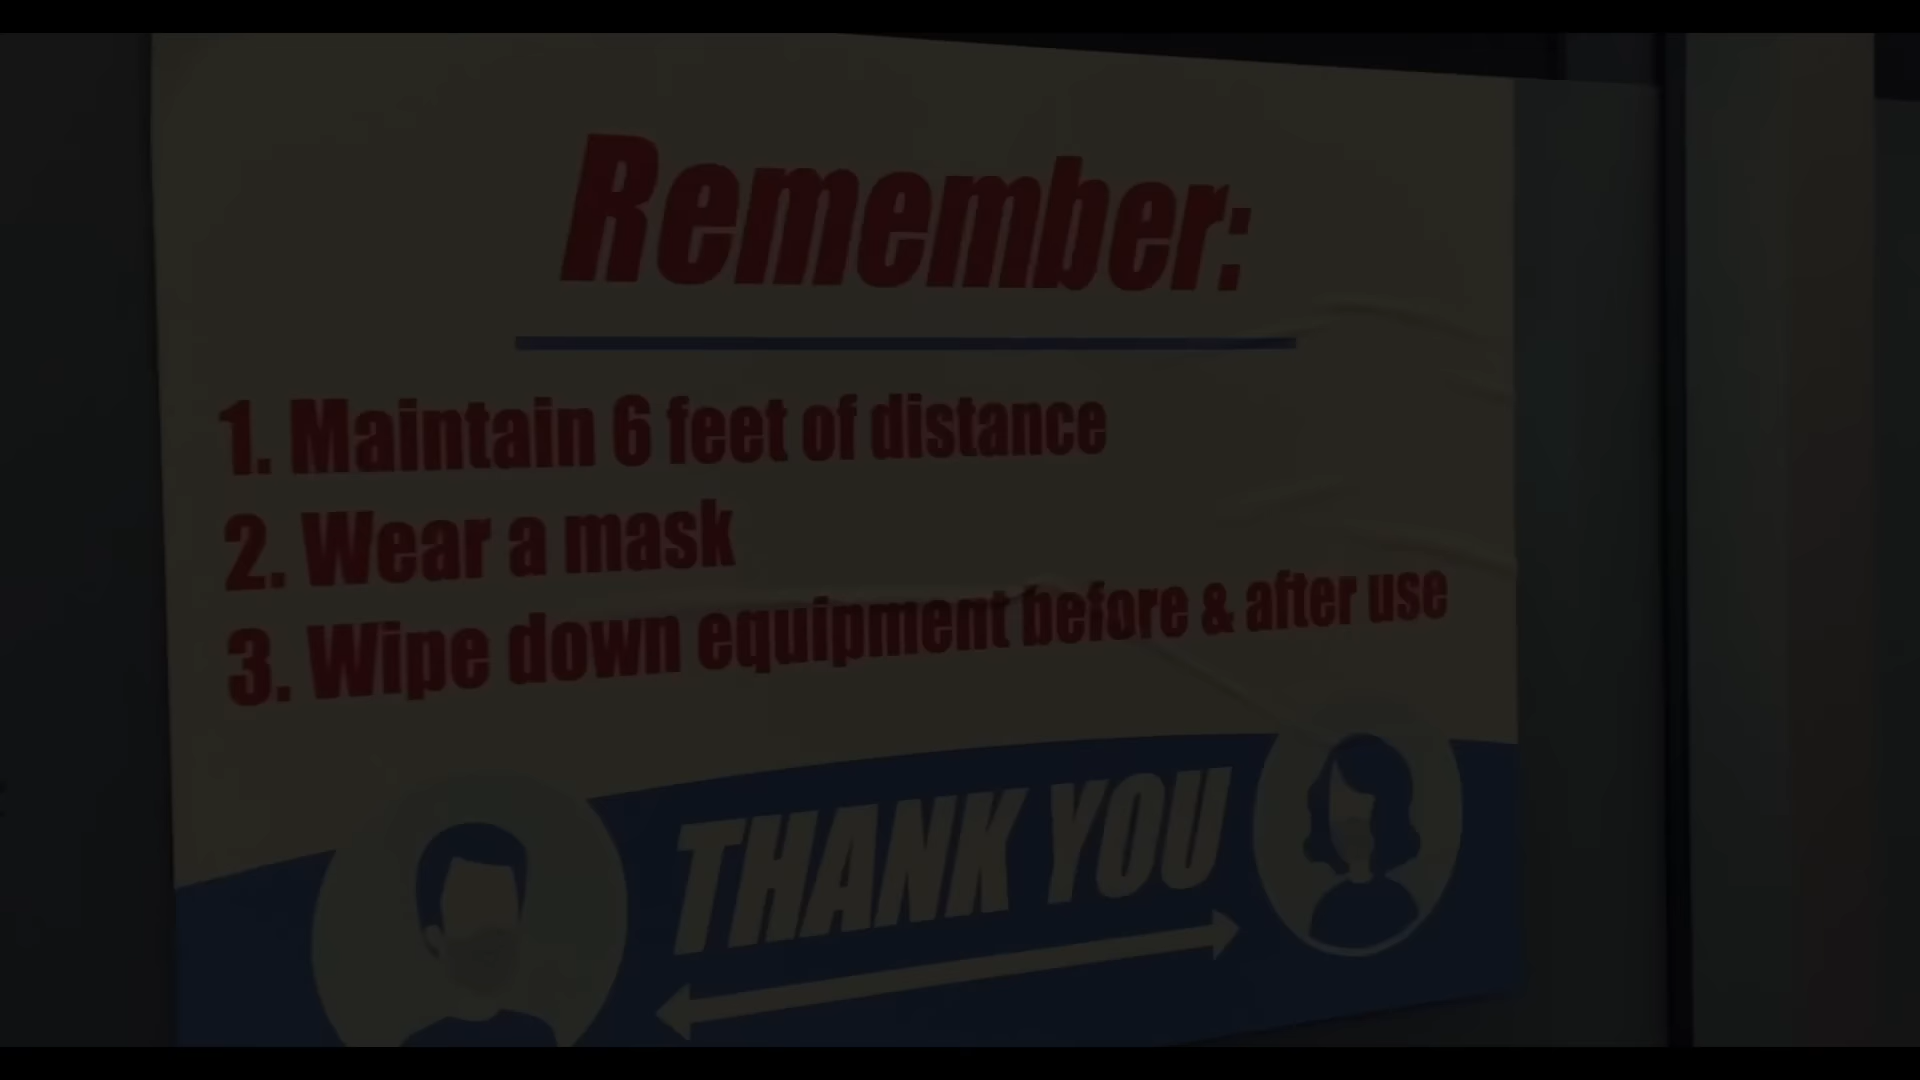 Remember:
1. Maintain 6 feet of distance
2. Wear a mask
3. Wipe down equipment before & after use
THANK YOU